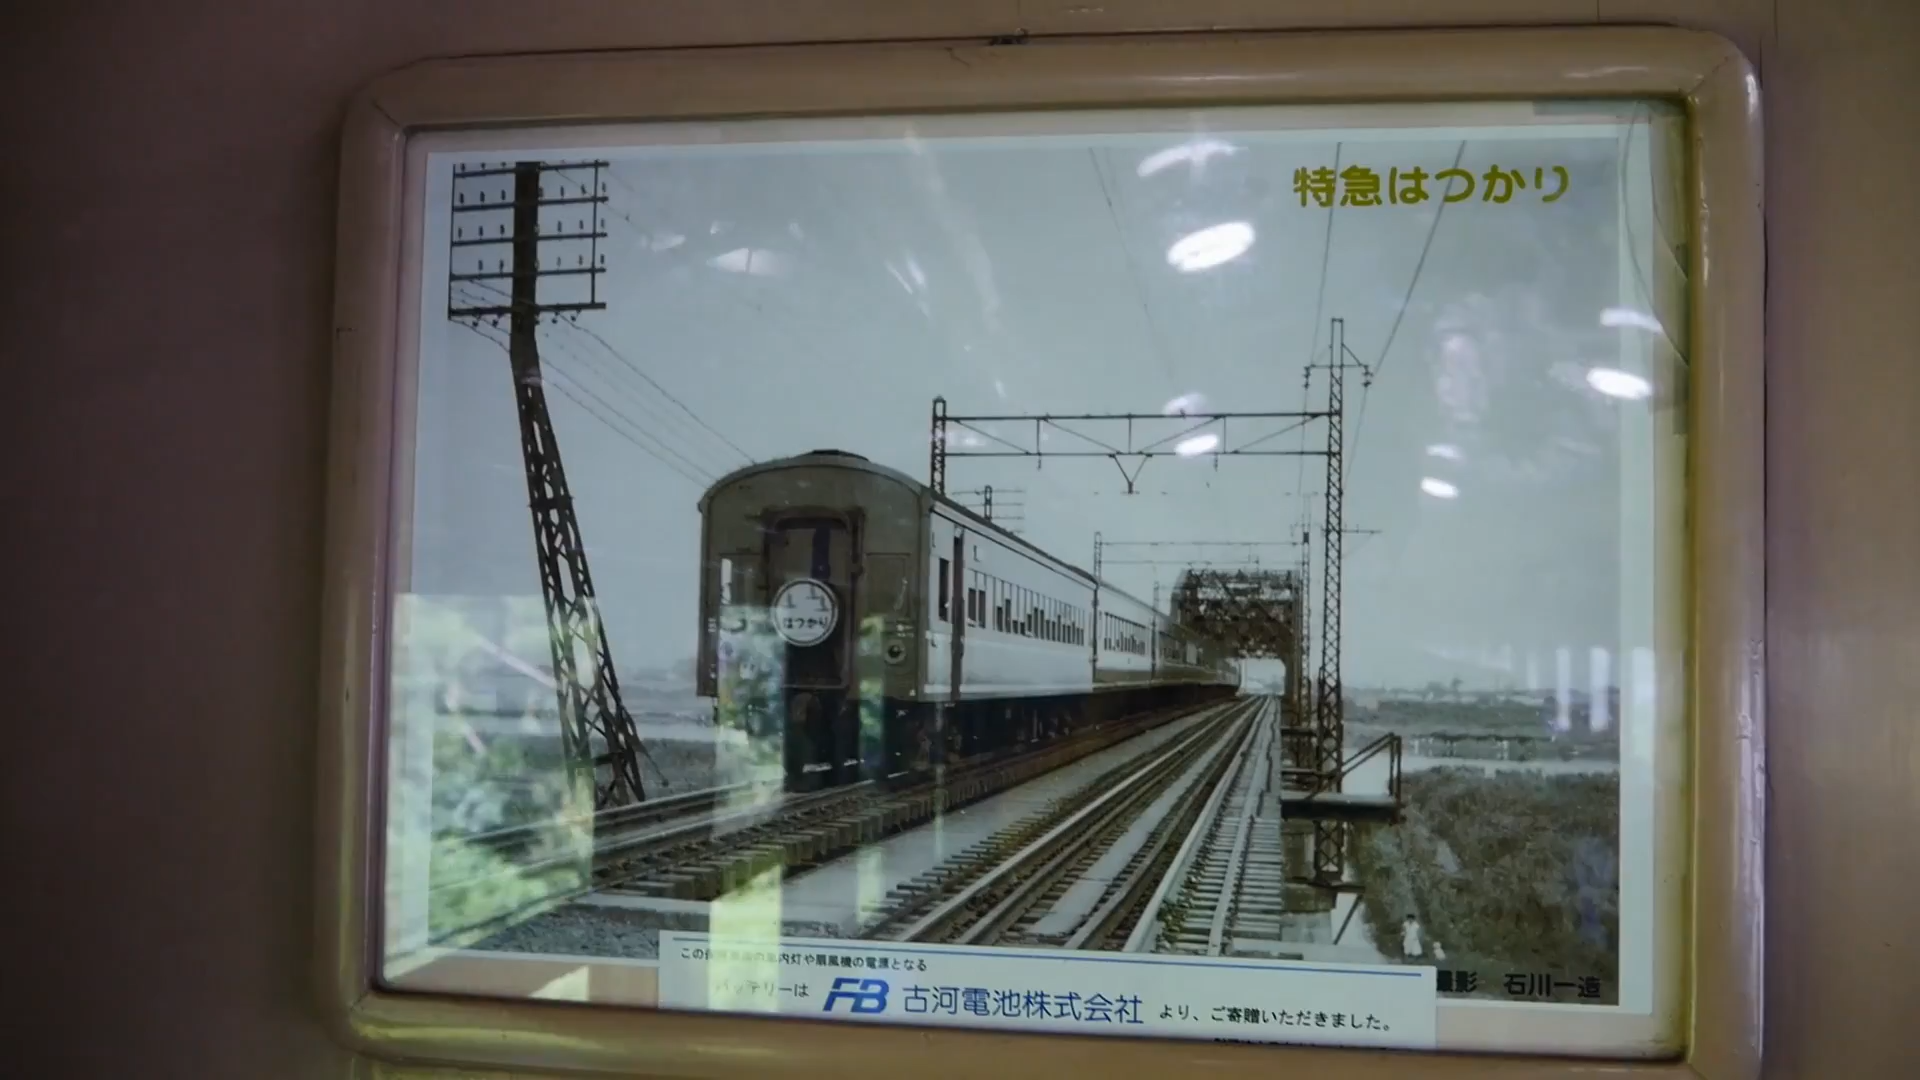 特急はつかり
はつかり
この保存車両の室内灯や扇風機の電源となる
バッテリーは FB 古河電池株式会社 より、ご寄贈いただきました。
撮影 石川一造